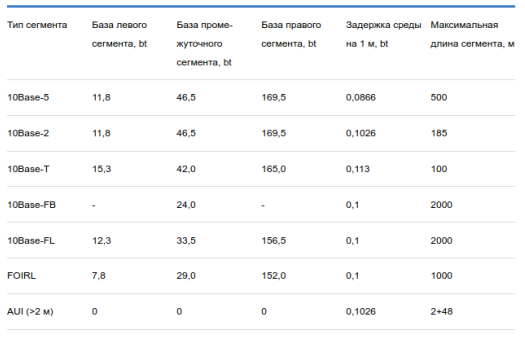 Тип сегмента База левого База проме- База правого Задержка среды Максимальная
сегмента, bt жуточного сегмента, bt на 1 м, bt длина сегмента, м
сегмента, bt
10Base-5 11,8 46,5 169,5 0,0866 500
10Base-2 11,8 46,5 169,5 0,1026 185
10Base-T 15,3 42,0 165,0 0,113 100
10Base-FB - 24,0 - 0,1 2000
10Base-FL 12,3 33,5 156,5 0,1 2000
FOIRL 7,8 29,0 152,0 0,1 1000
AUI (>2 м) 0 0 0 0,1026 2+48